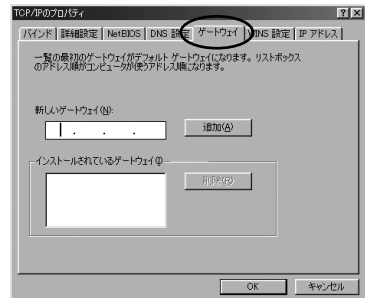 TCP/IPのプロパティ
バインド 詳細設定 NetBIOS DNS 設定 ゲートウェイ WINS 設定 IP アドレス
一覧の最初のゲートウェイがデフォルト ゲートウェイになります。リストボックス
のアドレス順がコンピュータが使うアドレス順になります。
新しいゲートウェイ(N):
. . .
追加(A)
インストールされているゲートウェイ(I)
削除(R)
OK キャンセル